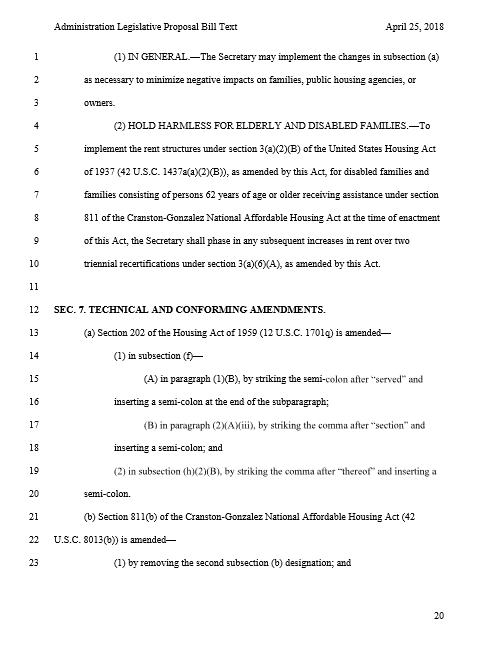 Administration Legislative Proposal Bill Text April 25, 2018
1 (1) IN GENERAL.—The Secretary may implement the changes in subsection (a)
2 as necessary to minimize negative impacts on families, public housing agencies, or
3 owners.
4 (2) HOLD HARMLESS FOR ELDERLY AND DISABLED FAMILIES.—To
5 implement the rent structures under section 3(a)(2)(B) of the United States Housing Act
6 of 1937 (42 U.S.C. 1437a(a)(2)(B)), as amended by this Act, for disabled families and
7 families consisting of persons 62 years of age or older receiving assistance under section
8 811 of the Cranston-Gonzalez National Affordable Housing Act at the time of enactment
9 of this Act, the Secretary shall phase in any subsequent increases in rent over two
10 triennial recertifications under section 3(a)(6)(A), as amended by this Act.
11
12 SEC. 7. TECHNICAL AND CONFORMING AMENDMENTS.
13 (a) Section 202 of the Housing Act of 1959 (12 U.S.C. 1701q) is amended—
14 (1) in subsection (f)—
15 (A) in paragraph (1)(B), by striking the semi-colon after “served” and
16 inserting a semi-colon at the end of the subparagraph;
17 (B) in paragraph (2)(A)(iii), by striking the comma after “section” and
18 inserting a semi-colon; and
19 (2) in subsection (h)(2)(B), by striking the comma after “thereof” and inserting a
20 semi-colon.
21 (b) Section 811(b) of the Cranston-Gonzalez National Affordable Housing Act (42
22 U.S.C. 8013(b)) is amended—
23 (1) by removing the second subsection (b) designation; and
20